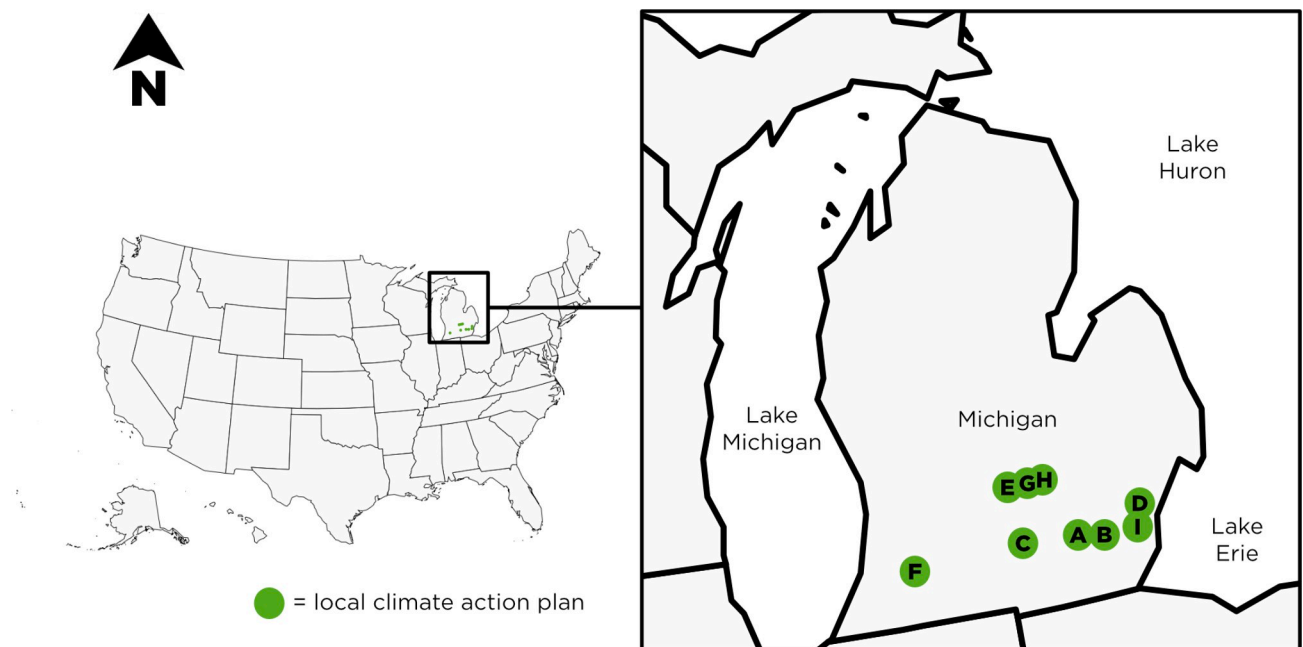 N
= local climate action plan
Lake
Huron
Lake
Michigan
Michigan
E G H
D
I
A B
C
F
Lake
Erie